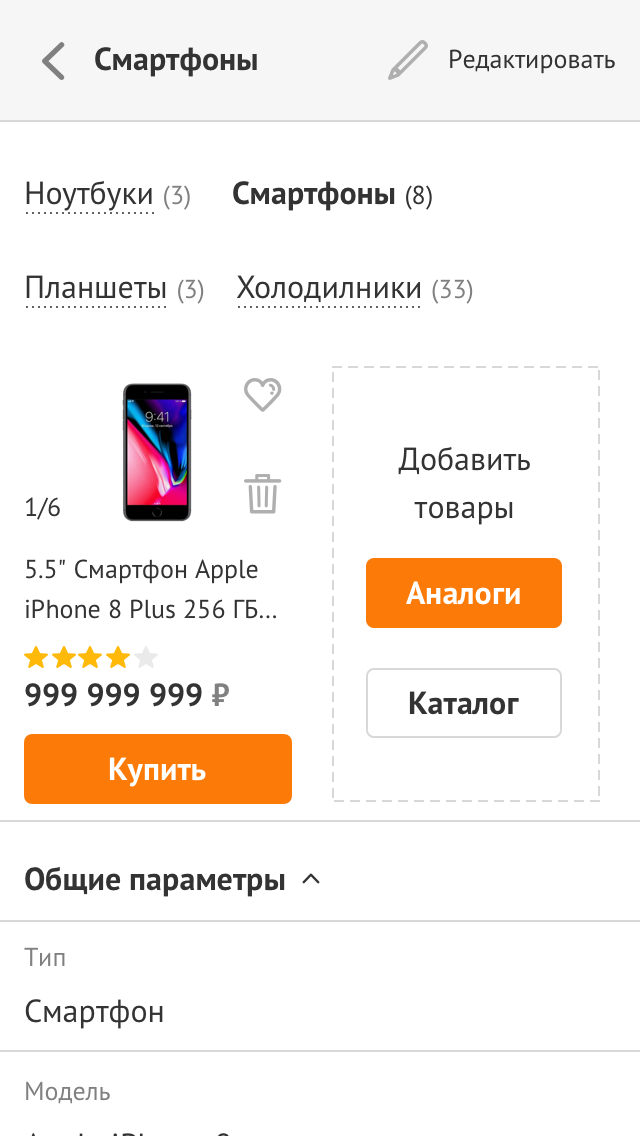 Смартфоны Редактировать
Ноутбуки (3) Смартфоны (8)
Планшеты (3) Холодилники (33)
9:41
1/6
5.5" Смартфон Apple
iPhone 8 Plus 256 ГБ...
999 999 999 ₽
Купить
Добавить
товары
Аналоги
Каталог
Общие параметры
Тип
Смартфон
Модель